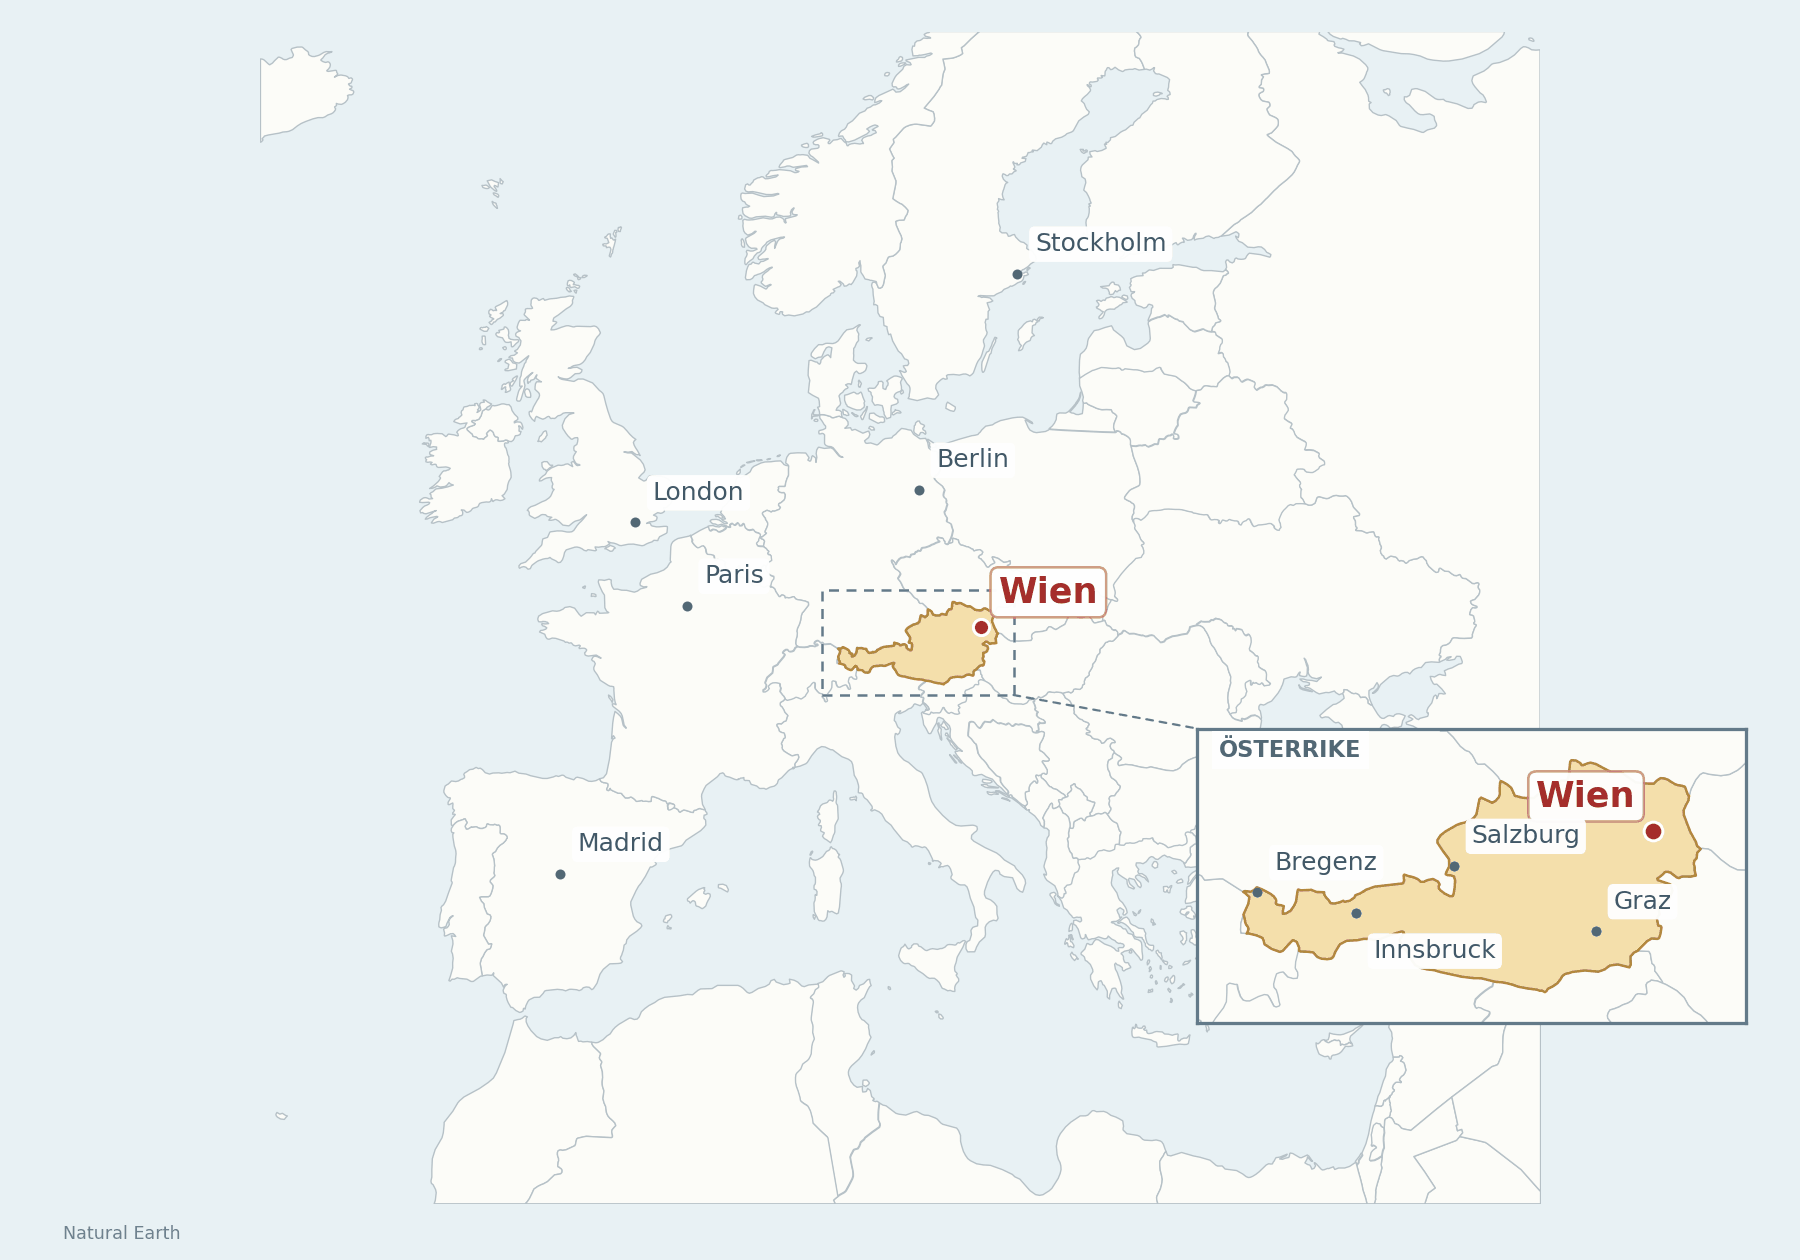 Stockholm
Berlin
London
Paris
Wien
ÖSTERRIKE
Wien
Salzburg
Bregenz
Graz
Innsbruck
Madrid
Natural Earth